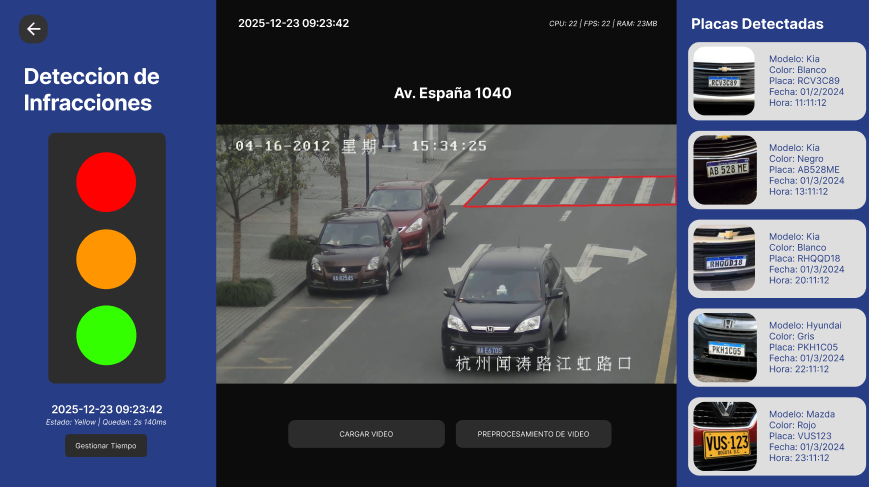 Deteccion de
Infracciones
2025-12-23 09:23:42
Estado: Yellow | Quedan: 2s 140ms
Gestionar Tiempo
2025-12-23 09:23:42
CPU: 22 | FPS: 22 | RAM: 23MB
Av. España 1040
04-16-2012 星期一 15:34:25
杭州闻涛路江虹路口
CARGAR VIDEO
PREPROCESAMIENTO DE VIDEO
Placas Detectadas
RCV3C89
Modelo: Kia
Color: Blanco
Placa: RCV3C89
Fecha: 01/2/2024
Hora: 11:11:12
AB 528 ME
Modelo: Kia
Color: Negro
Placa: AB528ME
Fecha: 01/3/2024
Hora: 13:11:12
RHQQD18
Modelo: Kia
Color: Blanco
Placa: RHQQD18
Fecha: 01/3/2024
Hora: 20:11:12
PKH1C05
Modelo: Hyundai
Color: Gris
Placa: PKH1C05
Fecha: 01/3/2024
Hora: 22:11:12
VUS·123
BOGOTA D.C.
Modelo: Mazda
Color: Rojo
Placa: VUS123
Fecha: 01/3/2024
Hora: 23:11:12